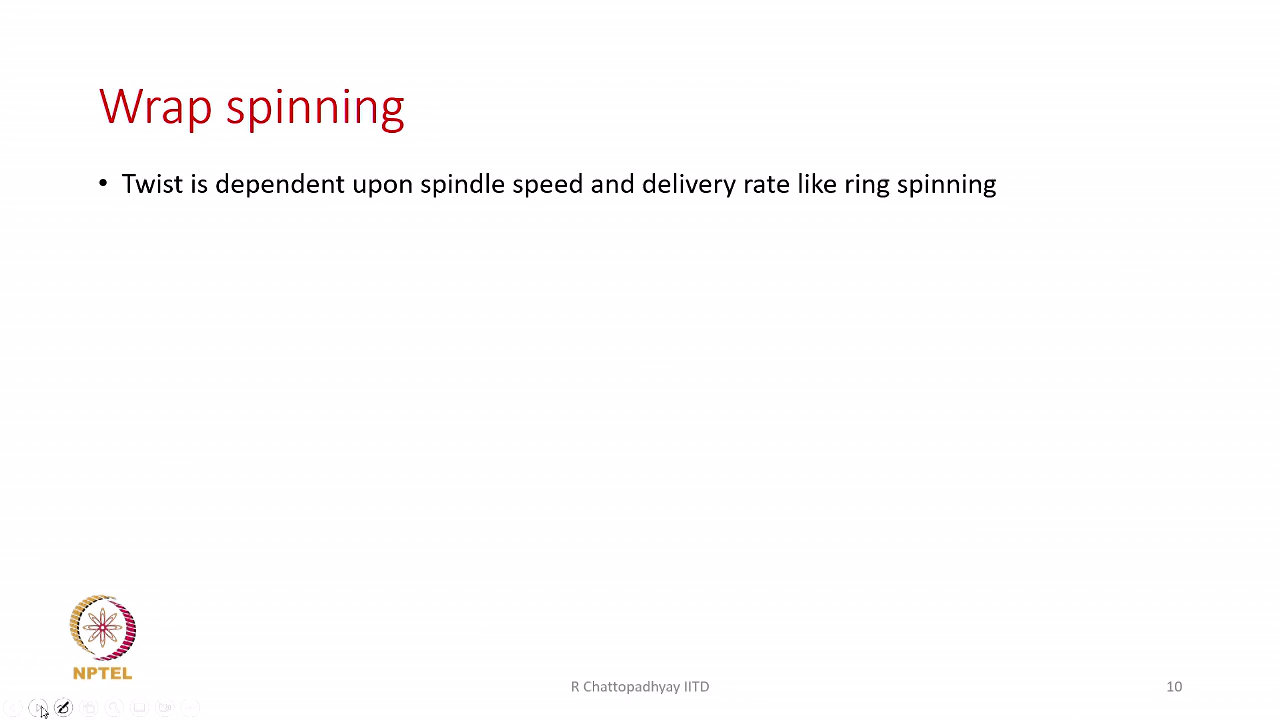 Wrap spinning
• Twist is dependent upon spindle speed and delivery rate like ring spinning
NPTEL
R Chattopadhyay IITD
10